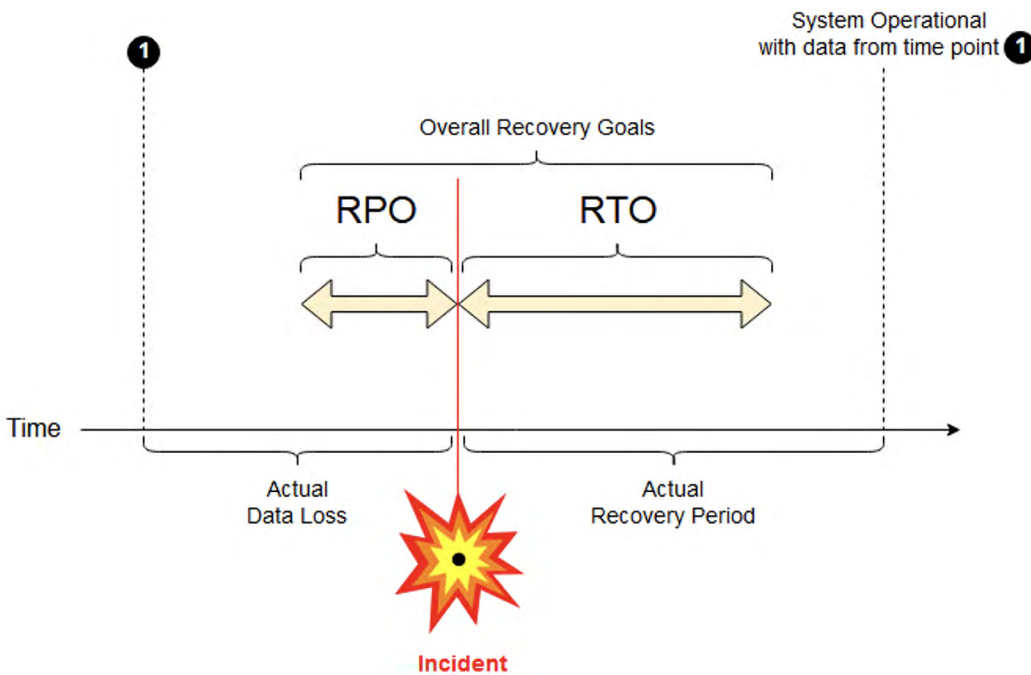 System Operational
1
with data from time point 1
Overall Recovery Goals
RPO
RTO
Time
Actual
Data Loss
Actual
Recovery Period
Incident